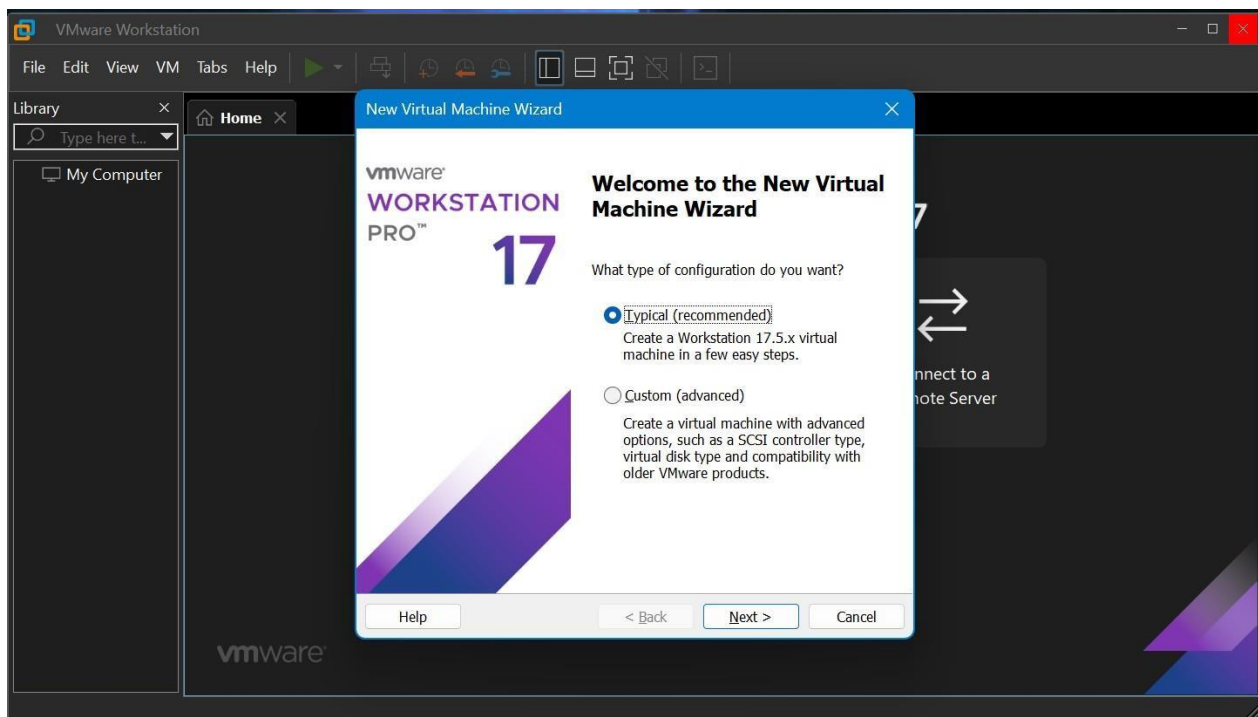 VMware Workstation
File Edit View VM Tabs Help
Library
Type here t...
My Computer
Home
New Virtual Machine Wizard
vmware
WORKSTATION
PRO™
17
Welcome to the New Virtual
Machine Wizard
What type of configuration do you want?
Typical (recommended)
Create a Workstation 17.5.x virtual
machine in a few easy steps.
Custom (advanced)
Create a virtual machine with advanced
options, such as a SCSI controller type,
virtual disk type and compatibility with
older VMware products.
Help
< Back
Next >
Cancel
7
nnect to a
note Server
vmware